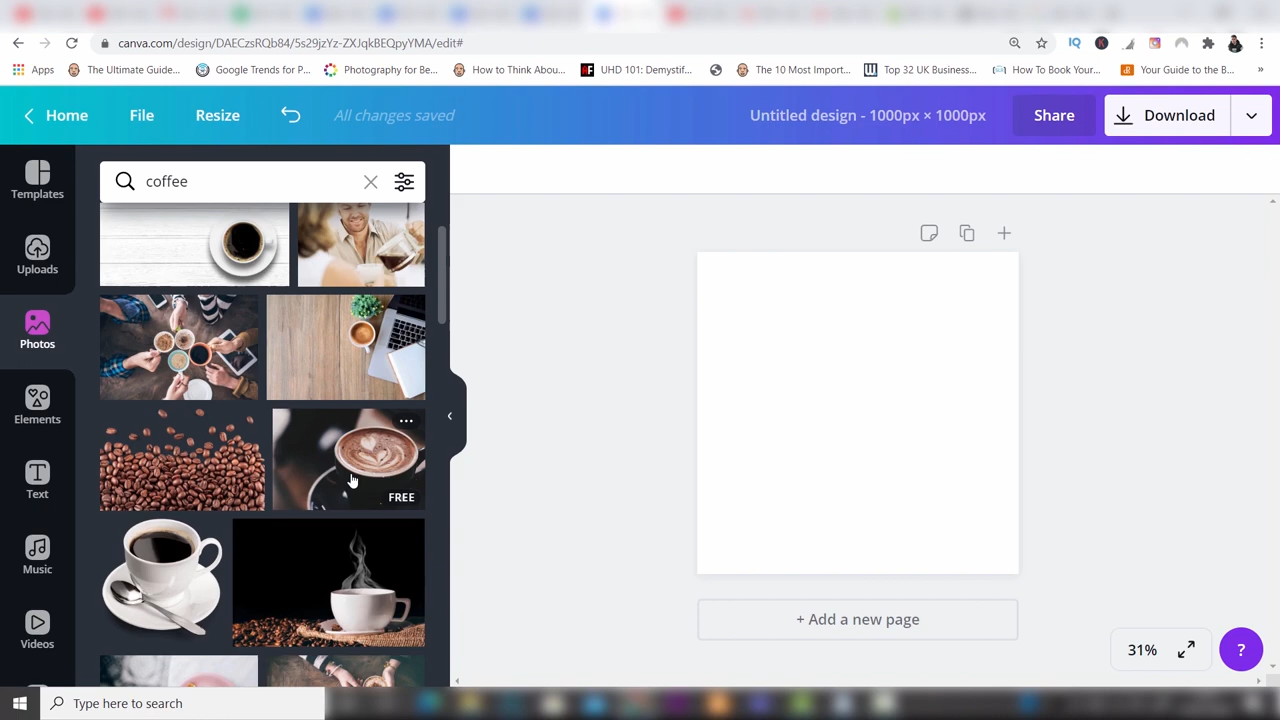 canva.com/design/DAECzsRQb84/5s29jzYz-ZXJqkBEQpyYMA/edit#
Apps
The Ultimate Guide...
Google Trends for P...
Photography for Be...
How to Think Abou...
UHD 101: Demystif...
The 10 Most Import...
Top 32 UK Business...
How To Book Your...
Your Guide to the B...
»
Home
File
Resize
All changes saved
Untitled design - 1000px × 1000px
Share
Download
Templates
Uploads
Photos
Elements
Text
Music
Videos
coffee
FREE
+ Add a new page
31%
?
Type here to search